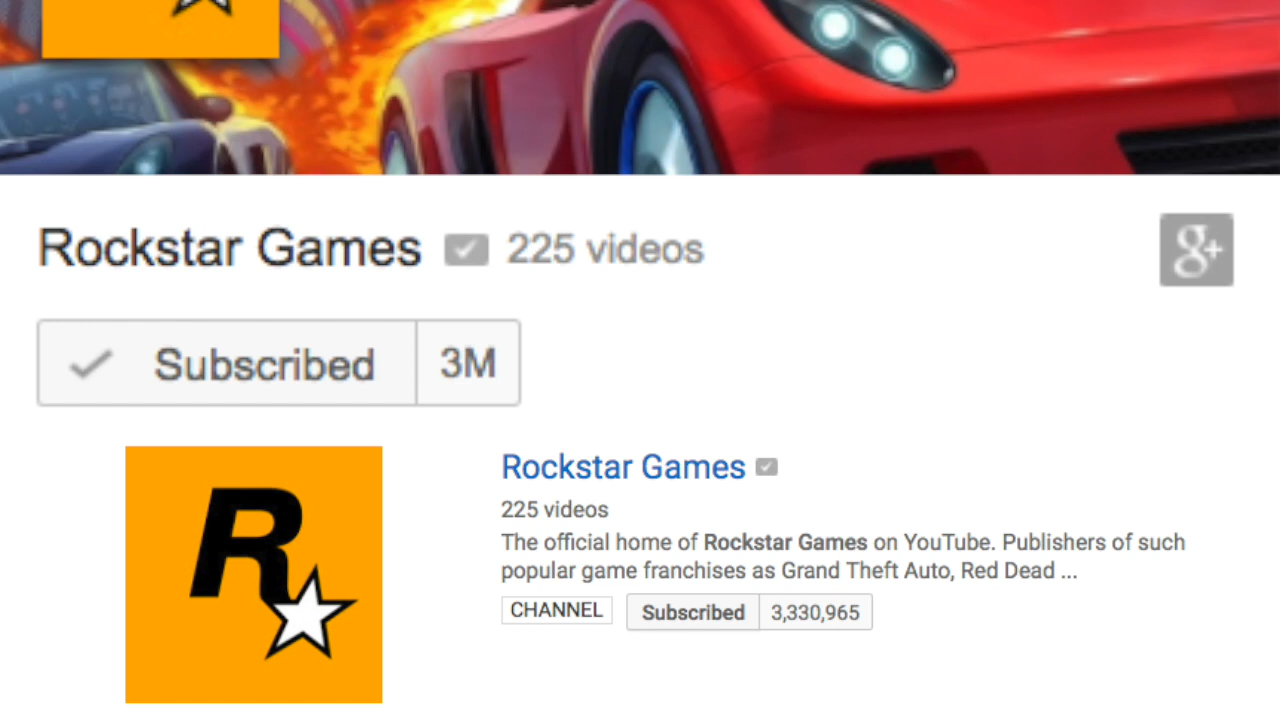 Rockstar Games 225 videos
g+
Subscribed 3M
R
Rockstar Games
225 videos
The official home of Rockstar Games on YouTube. Publishers of such
popular game franchises as Grand Theft Auto, Red Dead ...
CHANNEL Subscribed 3,330,965